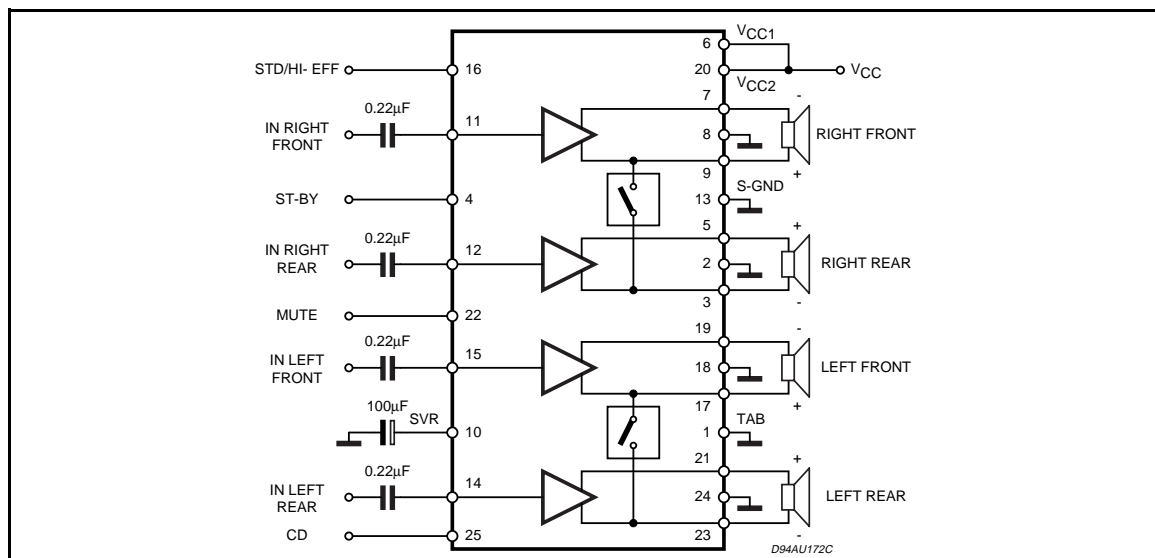 VCC1
6
STD/HI- EFF
16
20
VCC
VCC2
7
-
0.22µF
11
IN RIGHT
FRONT
8
RIGHT FRONT
9
+
S-GND
ST-BY
4
13
5
+
0.22µF
12
IN RIGHT
REAR
2
RIGHT REAR
3
-
MUTE
22
19
-
0.22µF
15
IN LEFT
FRONT
18
LEFT FRONT
17
+
100µF
SVR
10
TAB
1
21
+
0.22µF
14
IN LEFT
REAR
24
LEFT REAR
CD
25
23
-
D94AU172C